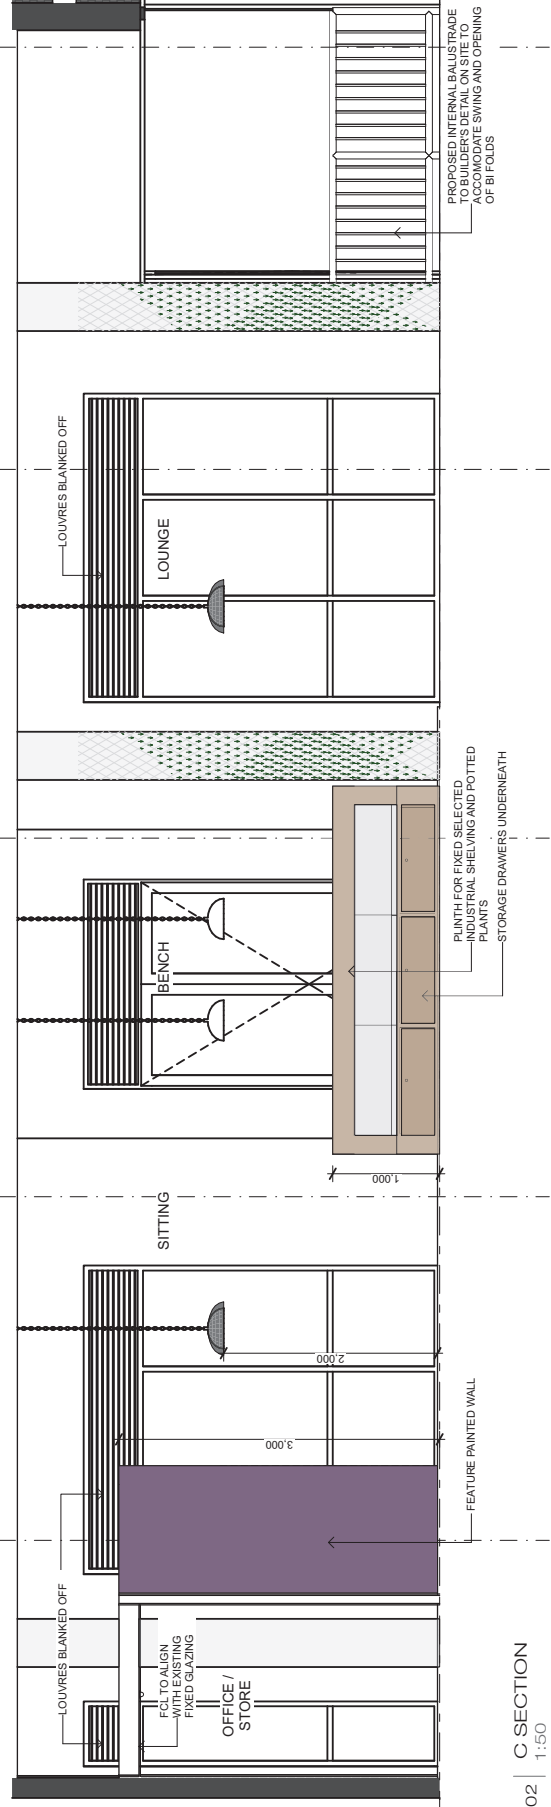 LOUVRES BLANKED OFF
FCL TO ALIGN
WITH EXISTING
FIXED GLAZING
OFFICE /
STORE
LOUVRES BLANKED OFF
3,000
FEATURE PAINTED WALL
2,000
SITTING
1,000
BENCH
PLINTH FOR FIXED SELECTED
INDUSTRIAL SHELVING AND POTTED
PLANTS
STORAGE DRAWERS UNDERNEATH
LOUVRES BLANKED OFF
LOUNGE
PROPOSED INTERNAL BALUSTRADE
TO BUILDER'S DETAIL ON SITE TO
ACCOMODATE SWING AND OPENING
OF BI FOLDS
02 C SECTION
1:50